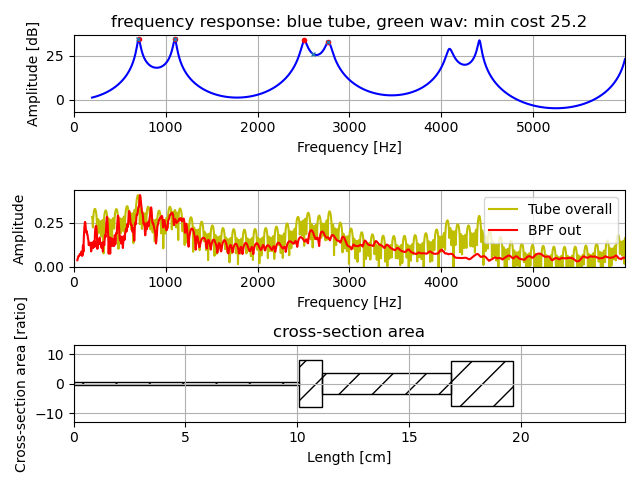 frequency response: blue tube, green wav: min cost 25.2
Amplitude [dB]
25
0
0 1000 2000 3000 4000 5000
Frequency [Hz]
Amplitude
0.25
0.00
Tube overall
BPF out
0 1000 2000 3000 4000 5000
Frequency [Hz]
cross-section area
Cross-section area [ratio]
10
0
−10
0 5 10 15 20
Length [cm]